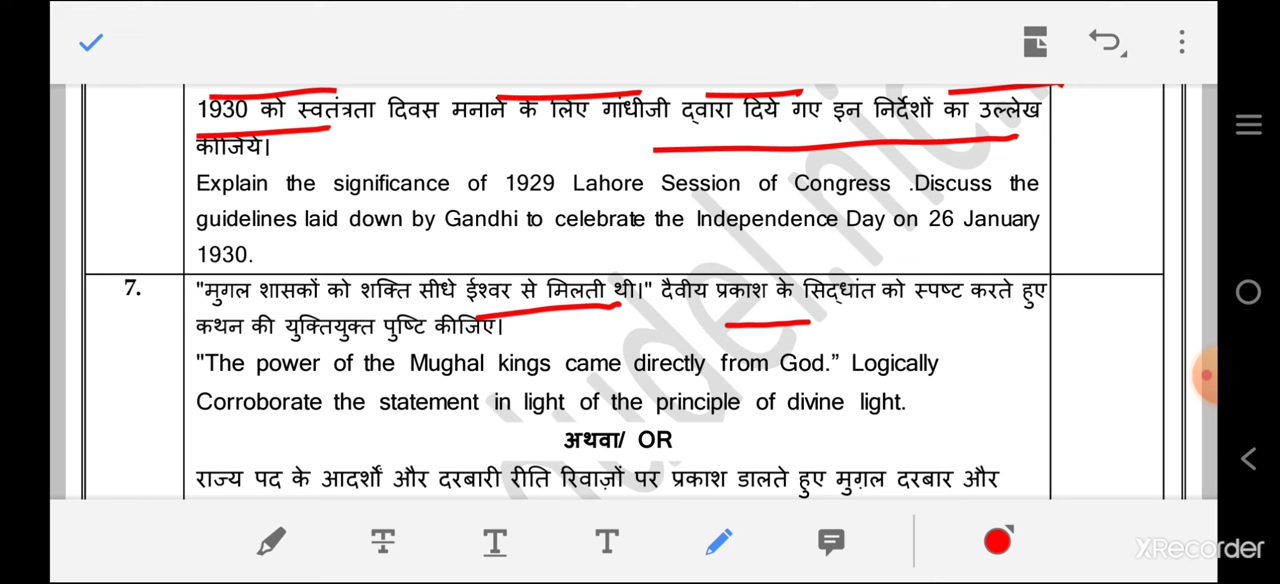 1930 को स्वतंत्रता दिवस मनाने के लिए गांधीजी द्वारा दिये गए इन निर्देशों का उल्लेख
कीजिये।
Explain the significance of 1929 Lahore Session of Congress .Discuss the
guidelines laid down by Gandhi to celebrate the Independence Day on 26 January
1930.
7.
"मुगल शासकों को शक्ति सीधे ईश्वर से मिलती थी।" दैवीय प्रकाश के सिद्धांत को स्पष्ट करते हुए
कथन की युक्तियुक्त पुष्टि कीजिए।
"The power of the Mughal kings came directly from God.” Logically
Corroborate the statement in light of the principle of divine light.
अथवा/ OR
राज्य पद के आदर्शों और दरबारी रीति रिवाज़ों पर प्रकाश डालते हुए मुग़ल दरबार और
T T T
XRecorder